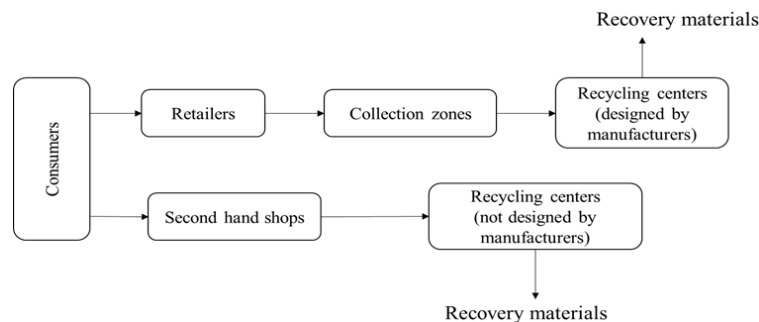 Recovery materials
Consumers
Retailers
Collection zones
Recycling centers
(designed by
manufacturers)
Second hand shops
Recycling centers
(not designed by
manufacturers)
Recovery materials